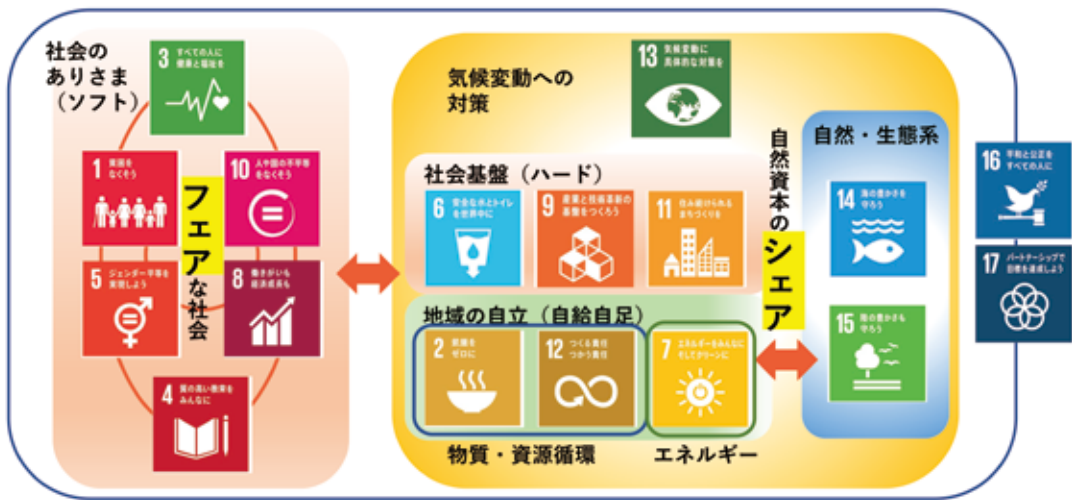 社会の
ありさま
（ソフト）
3 すべての人に
健康と福祉を
1 貧困を
なくそう
10 人や国の不平等
をなくそう
フェアな社会
5 ジェンダー平等を
実現しよう
8 働きがいも
経済成長も
4 質の高い教育を
みんなに
気候変動への
対策
13 気候変動に
具体的な対策を
社会基盤（ハード）
6 安全な水とトイレ
を世界中に
9 産業と技術革新の
基盤をつくろう
11 住み続けられる
まちづくりを
地域の自立（自給自足）
2 飢餓を
ゼロに
12 つくる責任
つかう責任
7 エネルギーをみんなに
そしてクリーンに
物質・資源循環
エネルギー
自然資本のシェア
自然・生態系
14 海の豊かさを
守ろう
15 陸の豊かさも
守ろう
16 平和と公正を
すべての人に
17 パートナーシップで
目標を達成しよう